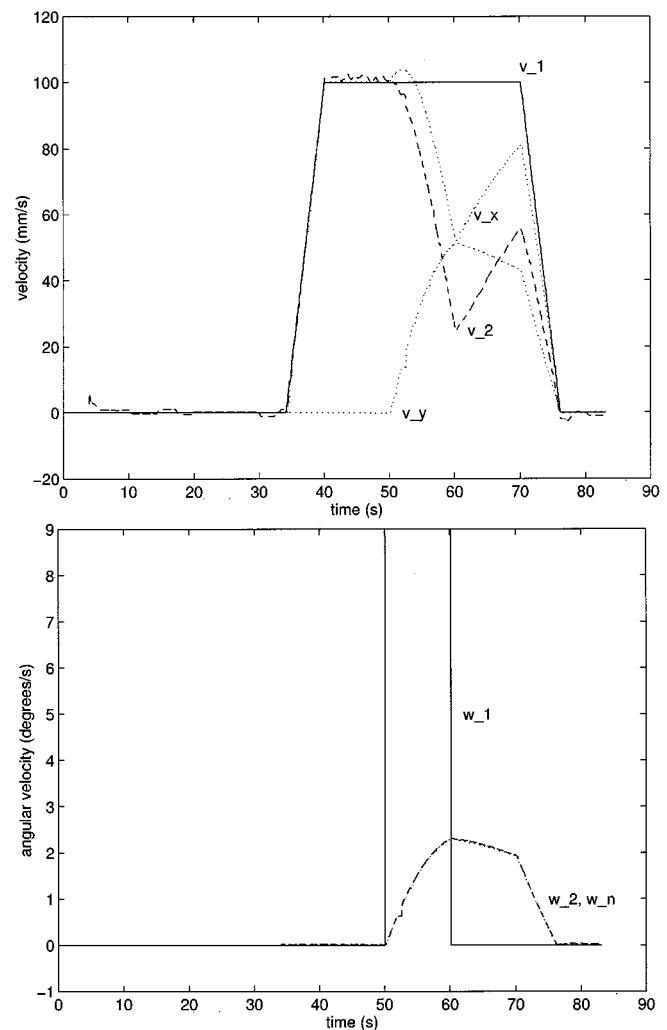 120
100
80
60
40
20
0
−20
velocity (mm/s)
v_1
v_x
v_2
v_y
0 10 20 30 40 50 60 70 80 90
time (s)
9
8
7
6
5
4
3
2
1
0
−1
angular velocity (degrees/s)
w_1
w_2, w_n
0 10 20 30 40 50 60 70 80 90
time (s)